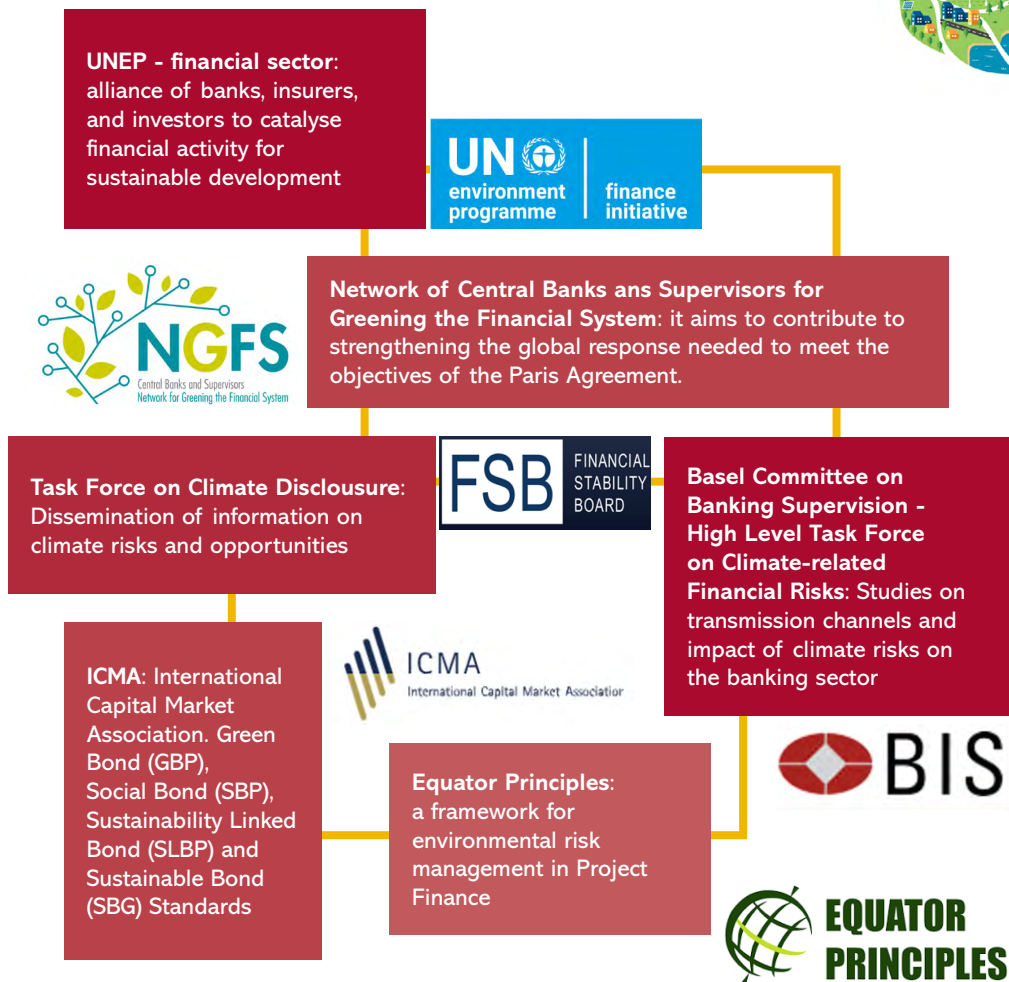 UNEP - financial sector:
alliance of banks, insurers,
and investors to catalyse
financial activity for
sustainable development
UN
environment
programme
finance
initiative
Network of Central Banks ans Supervisors for
Greening the Financial System: it aims to contribute to
strengthening the global response needed to meet the
objectives of the Paris Agreement.
NGFS
Central Banks and Supervisors
Network for Greening the Financial System
Task Force on Climate Disclousure:
Dissemination of information on
climate risks and opportunities
FSB
FINANCIAL
STABILITY
BOARD
Basel Committee on
Banking Supervision -
High Level Task Force
on Climate-related
Financial Risks: Studies on
transmission channels and
impact of climate risks on
the banking sector
ICMA: International
Capital Market
Association. Green
Bond (GBP),
Social Bond (SBP),
Sustainability Linked
Bond (SLBP) and
Sustainable Bond
(SBG) Standards
ICMA
International Capital Market Association
BIS
Equator Principles:
a framework for
environmental risk
management in Project
Finance
EQUATOR
PRINCIPLES